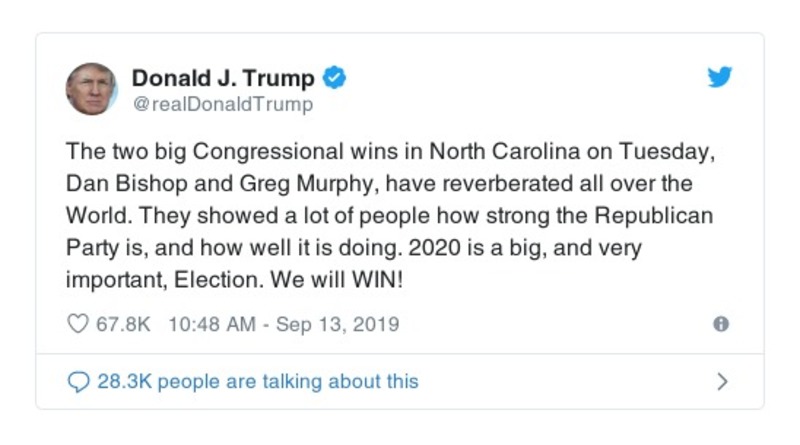 Donald J. Trump
@realDonaldTrump
The two big Congressional wins in North Carolina on Tuesday,
Dan Bishop and Greg Murphy, have reverberated all over the
World. They showed a lot of people how strong the Republican
Party is, and how well it is doing. 2020 is a big, and very
important, Election. We will WIN!
67.8K 10:48 AM - Sep 13, 2019
28.3K people are talking about this